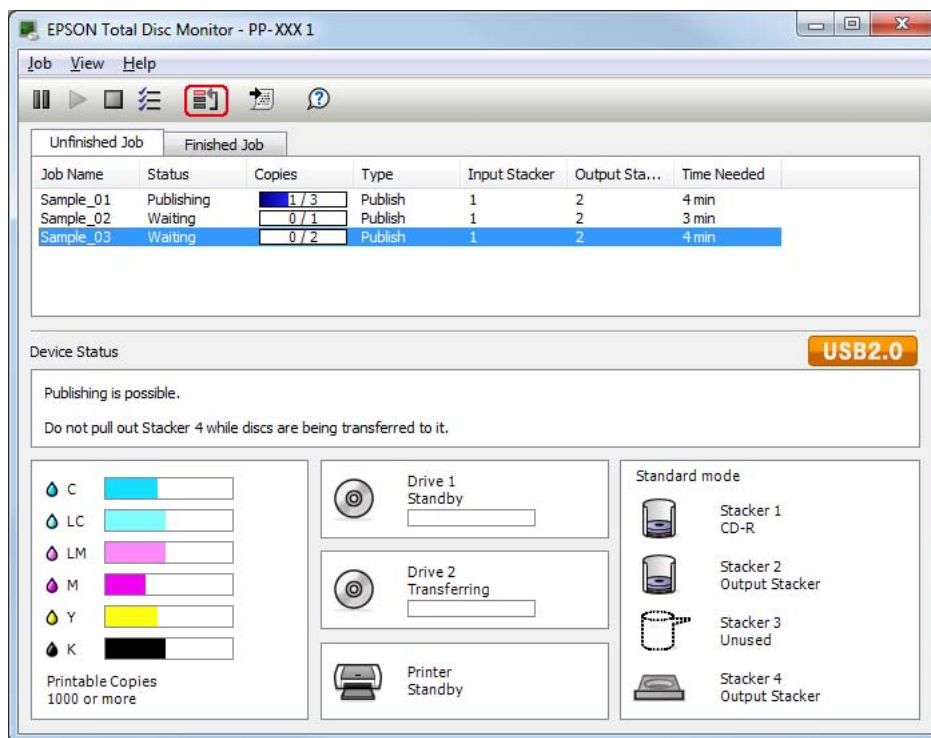 EPSON Total Disc Monitor - PP-XXX 1
Job View Help
Unfinished Job Finished Job
Job Name Status Copies Type Input Stacker Output Sta... Time Needed
Sample_01 Publishing 1 / 3 Publish 1 2 4 min
Sample_02 Waiting 0 / 1 Publish 1 2 3 min
Sample_03 Waiting 0 / 2 Publish 1 2 4 min
Device Status
USB2.0
Publishing is possible.
Do not pull out Stacker 4 while discs are being transferred to it.
C
LC
LM
M
Y
K
Printable Copies
1000 or more
Drive 1
Standby
Drive 2
Transferring
Printer
Standby
Standard mode
Stacker 1
CD-R
Stacker 2
Output Stacker
Stacker 3
Unused
Stacker 4
Output Stacker